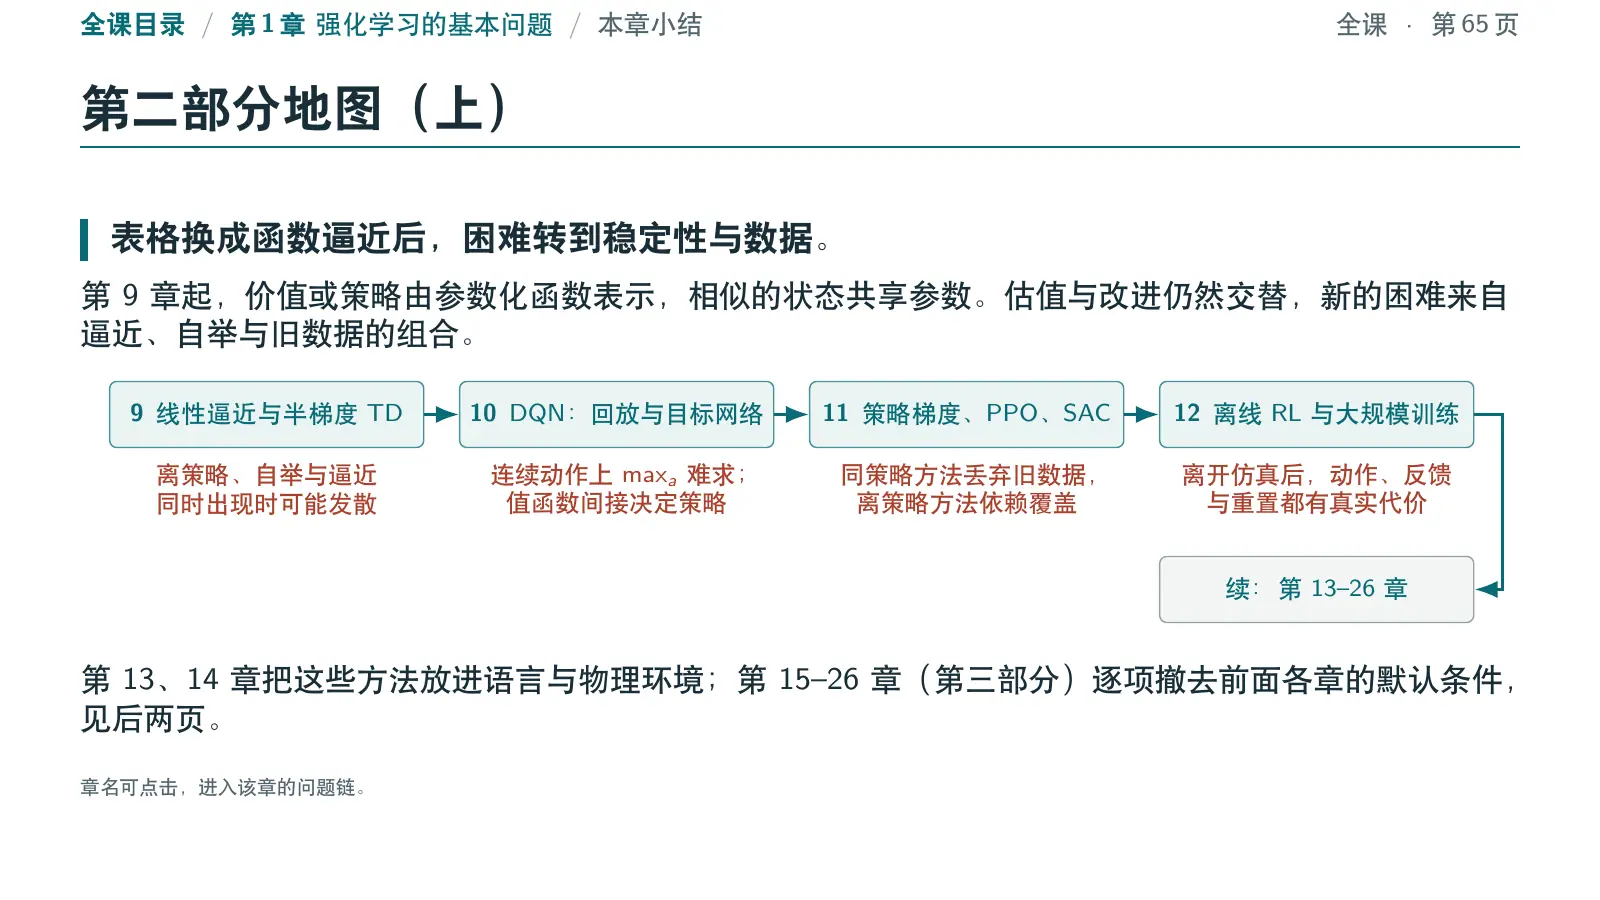 全课目录 / 第1章 强化学习的基本问题 / 本章小结
全课 · 第65页
第二部分地图（上）
表格换成函数逼近后，困难转到稳定性与数据。
第 9 章起，价值或策略由参数化函数表示，相似的状态共享参数。估值与改进仍然交替，新的困难来自
逼近、自举与旧数据的组合。
9 线性逼近与半梯度 TD
10 DQN：回放与目标网络
11 策略梯度、PPO、SAC
12 离线 RL 与大规模训练
离策略、自举与逼近
同时出现时可能发散
连续动作上 maxₐ 难求；
值函数间接决定策略
同策略方法丢弃旧数据，
离策略方法依赖覆盖
离开仿真后，动作、反馈
与重置都有真实代价
续：第 13–26 章
第 13、14 章把这些方法放进语言与物理环境；第 15–26 章（第三部分）逐项撤去前面各章的默认条件，
见后两页。
章名可点击，进入该章的问题链。